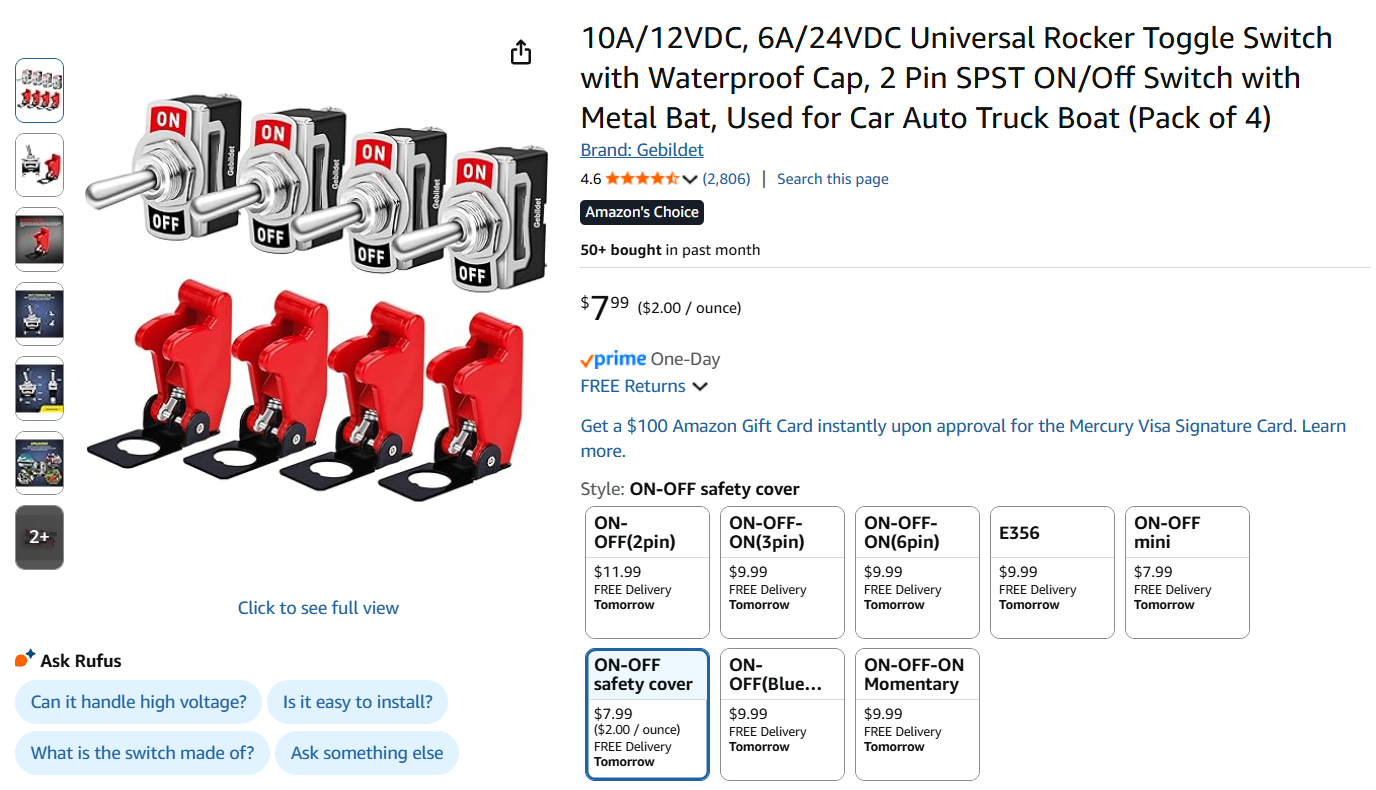 10A/12VDC, 6A/24VDC Universal Rocker Toggle Switch
with Waterproof Cap, 2 Pin SPST ON/Off Switch with
Metal Bat, Used for Car Auto Truck Boat (Pack of 4)
Brand: Gebildet
4.6 (2,806) | Search this page
Amazon's Choice
50+ bought in past month
$7.99 ($2.00 / ounce)
prime One-Day
FREE Returns
Get a $100 Amazon Gift Card instantly upon approval for the Mercury Visa Signature Card. Learn
more.
Style: ON-OFF safety cover
ON-
OFF(2pin)
$11.99
FREE Delivery
Tomorrow
ON-OFF-
ON(3pin)
$9.99
FREE Delivery
Tomorrow
ON-OFF-
ON(6pin)
$9.99
FREE Delivery
Tomorrow
E356
$9.99
FREE Delivery
Tomorrow
ON-OFF
mini
$7.99
FREE Delivery
Tomorrow
ON-OFF
safety cover
$7.99
($2.00 / ounce)
FREE Delivery
Tomorrow
ON-
OFF(Blue...
$9.99
FREE Delivery
Tomorrow
ON-OFF-ON
Momentary
$9.99
FREE Delivery
Tomorrow
ON
OFF
Gebildet
ON
OFF
Gebildet
ON
OFF
Gebildet
ON
OFF
Gebildet
2+
Click to see full view
Ask Rufus
Can it handle high voltage?
Is it easy to install?
What is the switch made of?
Ask something else